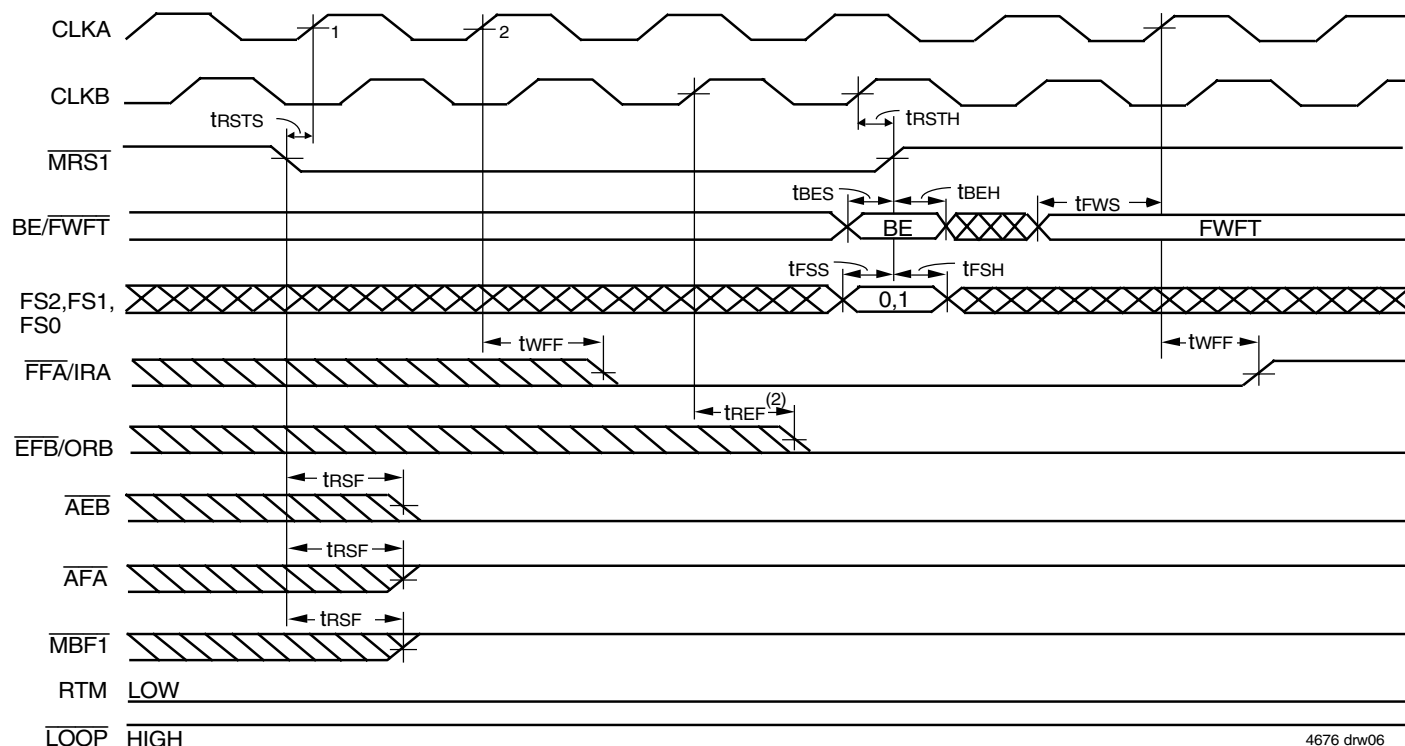 CLKA
1
2
CLKB
tRSTS
tRSTH
MRS1
tBES
tBEH
tFWS
BE/FWFT
BE
FWFT
tFSS
tFSH
FS2,FS1,
FS0
0,1
tWFF
tWFF
FFA/IRA
tREF(2)
EFB/ORB
tRSF
AEB
tRSF
AFA
tRSF
MBF1
RTM LOW
LOOP HIGH
4676 drw06